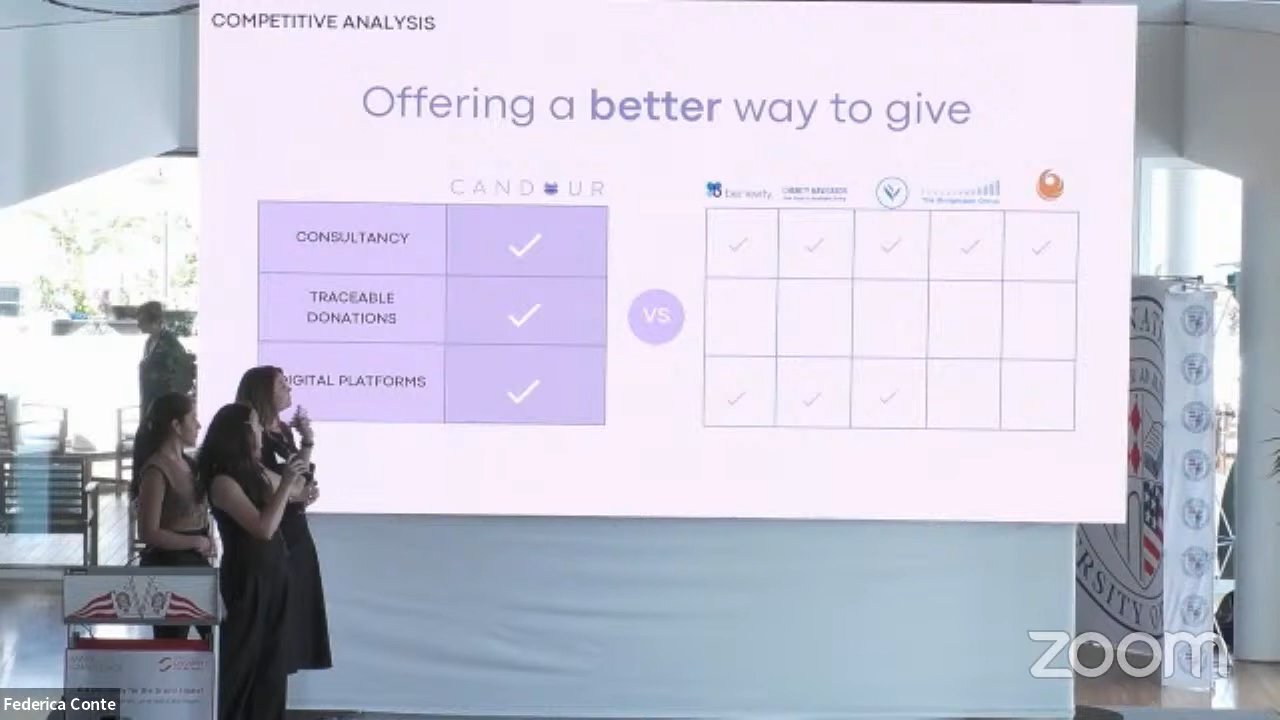 COMPETITIVE ANALYSIS
Offering a better way to give
CANDOUR
benevity
CHARITY NAVIGATOR
The Bridgespan Group
CONSULTANCY
TRACEABLE
DONATIONS
VS
DIGITAL PLATFORMS
zoom
Federica Conte